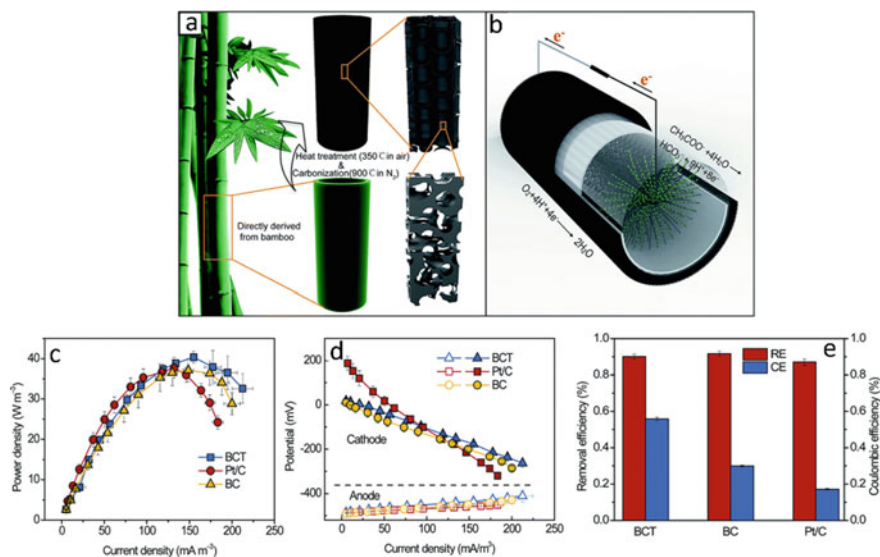 a
Heat treatment (350℃ in air)
&
Carbonization(900℃ in N₂)
Directly derived
from bamboo
b
e⁻
e⁻
CH₃COO⁻ +4H₂O
O₂+4H⁺+4e⁻
2H₂O
c
Power density (W m⁻³)
40
30
20
10
0
BCT
Pt/C
BC
0 50 100 150 200 250
Current density (mA m⁻³)
d
Potential (mV)
200
0
-200
-400
BCT
Pt/C
BC
Cathode
Anode
0 50 100 150 200 250
Current density (mA/m³)
e
Removal efficiency (%)
1.0
0.8
0.6
0.4
0.2
0.0
RE
CE
BCT BC Pt/C
1.0
0.8
0.6
0.4
0.2
0.0
Coulombic efficiency (%)